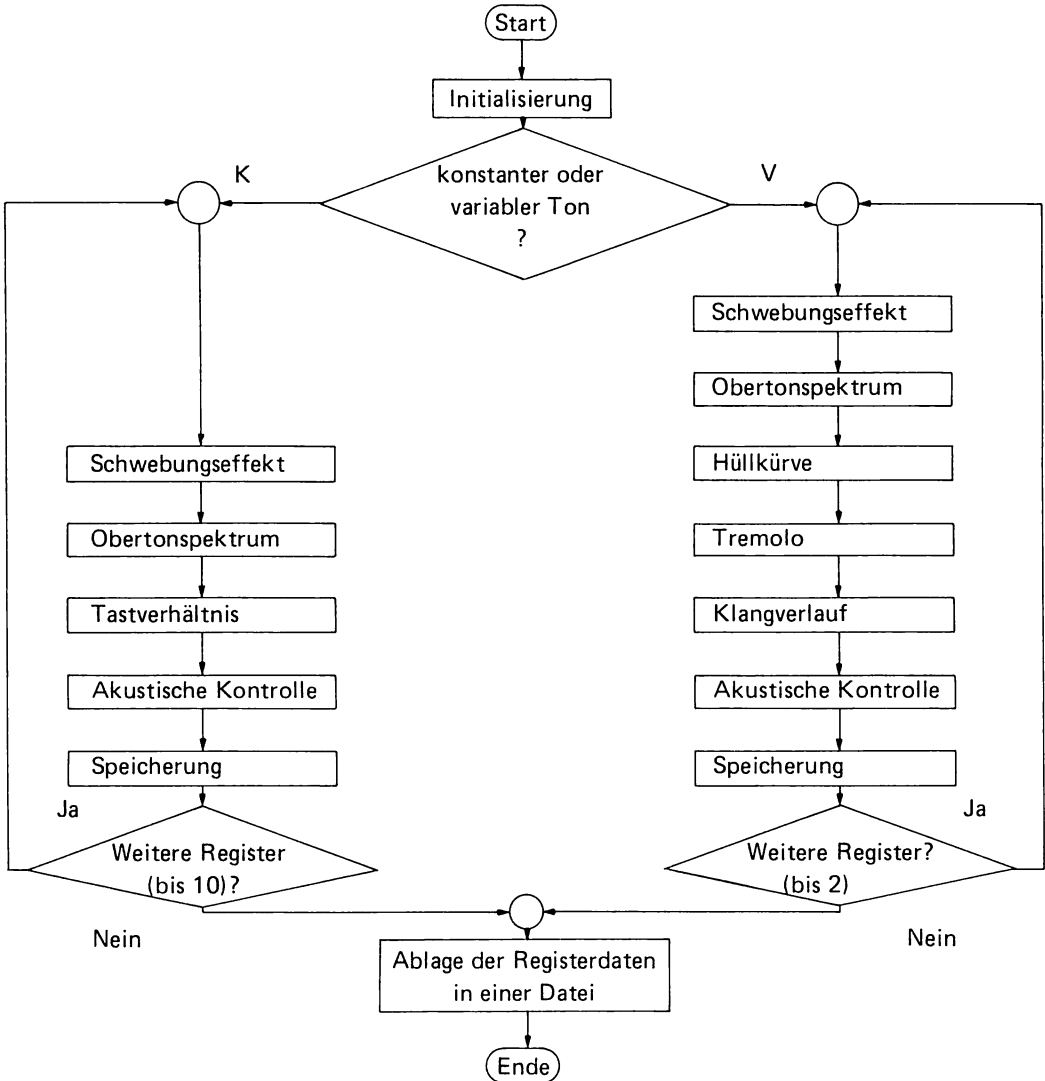 Start
Initialisierung
konstanter oder
variabler Ton
?
K
V
Schwebungseffekt
Obertonspektrum
Tastverhältnis
Akustische Kontrolle
Speicherung
Ja
Weitere Register
(bis 10)?
Nein
Schwebungseffekt
Obertonspektrum
Hüllkürve
Tremolo
Klangverlauf
Akustische Kontrolle
Speicherung
Ja
Weitere Register?
(bis 2)
Nein
Ablage der Registerdaten
in einer Datei
Ende